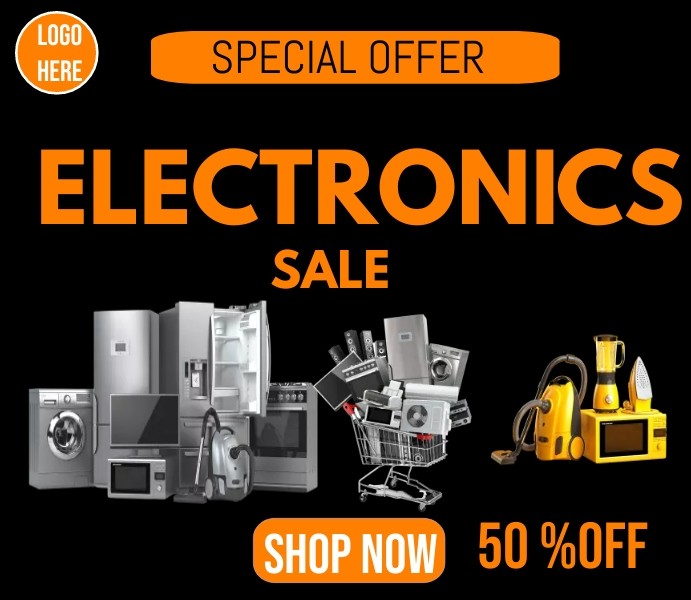 LOGO
HERE
SPECIAL OFFER
ELECTRONICS
SALE
SHOP NOW
50 %OFF